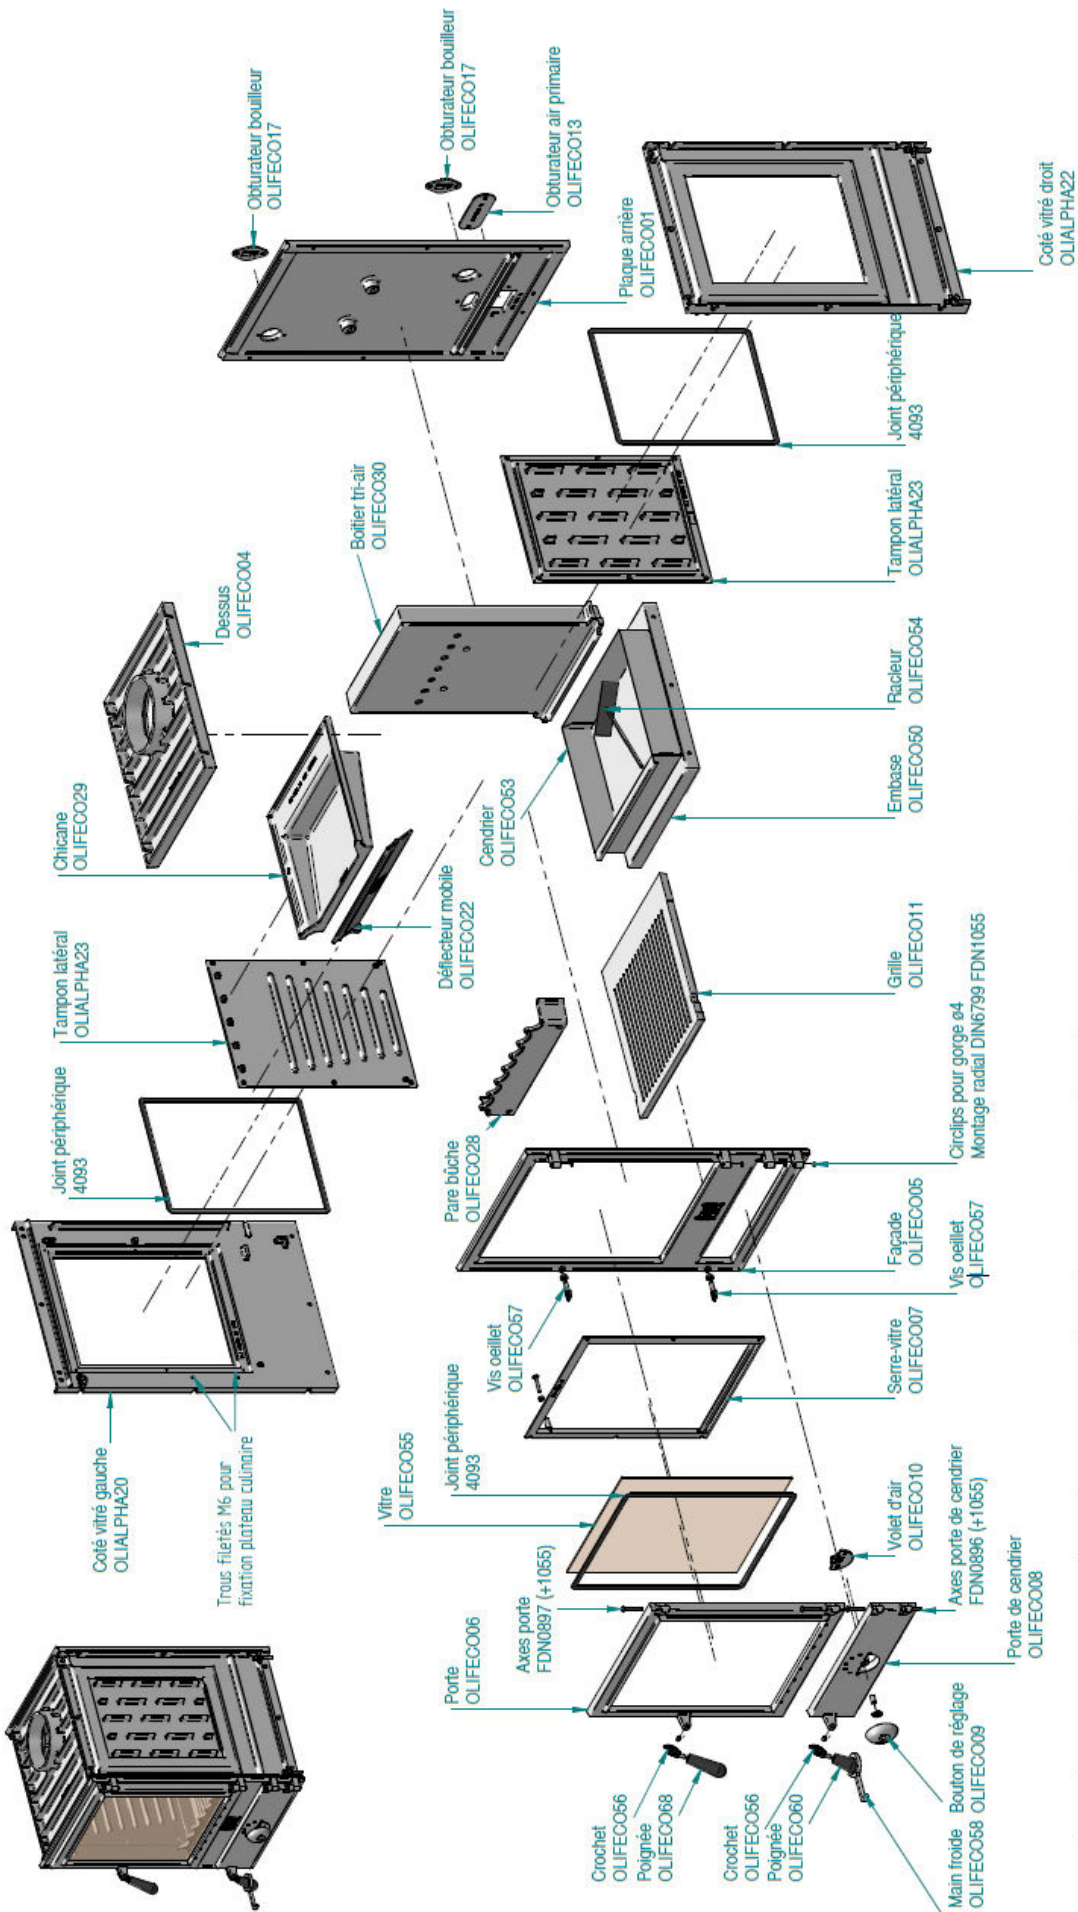 Obturateur bouilleur
OLIFECO17
Obturateur bouilleur
OLIFECO17
Obturateur air primaire
OLIFECO13
Plaque arrière
OLIFECO01
Coté vitré droit
OLIALPHA22
Joint périphérique
4093
Tampon latéral
OLIALPHA23
Boitier tri-air
OLIFECO30
Dessus
OLIFECO04
Chicane
OLIFECO29
Déflecteur mobile
OLIFECO22
Tampon latéral
OLIALPHA23
Joint périphérique
4093
Coté vitré gauche
OLIALPHA20
Trous filetés M6 pour
fixation plateau culinaire
Cendrier
OLIFECO53
Racleur
OLIFECO54
Embase
OLIFECO50
Grille
OLIFECO11
Pare bûche
OLIFECO28
Circlips pour gorge ø4
Montage radial DIN6799 FDN1055
Façade
OLIFECO05
Vis oeillet
OLIFECO57
Vis oeillet
OLIFECO57
Serre-vitre
OLIFECO07
Joint périphérique
4093
Vitre
OLIFECO55
Volet d'air
OLIFECO10
Axes porte
FDN0897 (+1055)
Axes porte de cendrier
FDN0896 (+1055)
Porte
OLIFECO06
Porte de cendrier
OLIFECO08
Crochet
OLIFECO56
Poignée
OLIFECO68
Crochet
OLIFECO56
Poignée
OLIFECO60
Main froide
OLIFECO58
Bouton de réglage
OLIFECO09